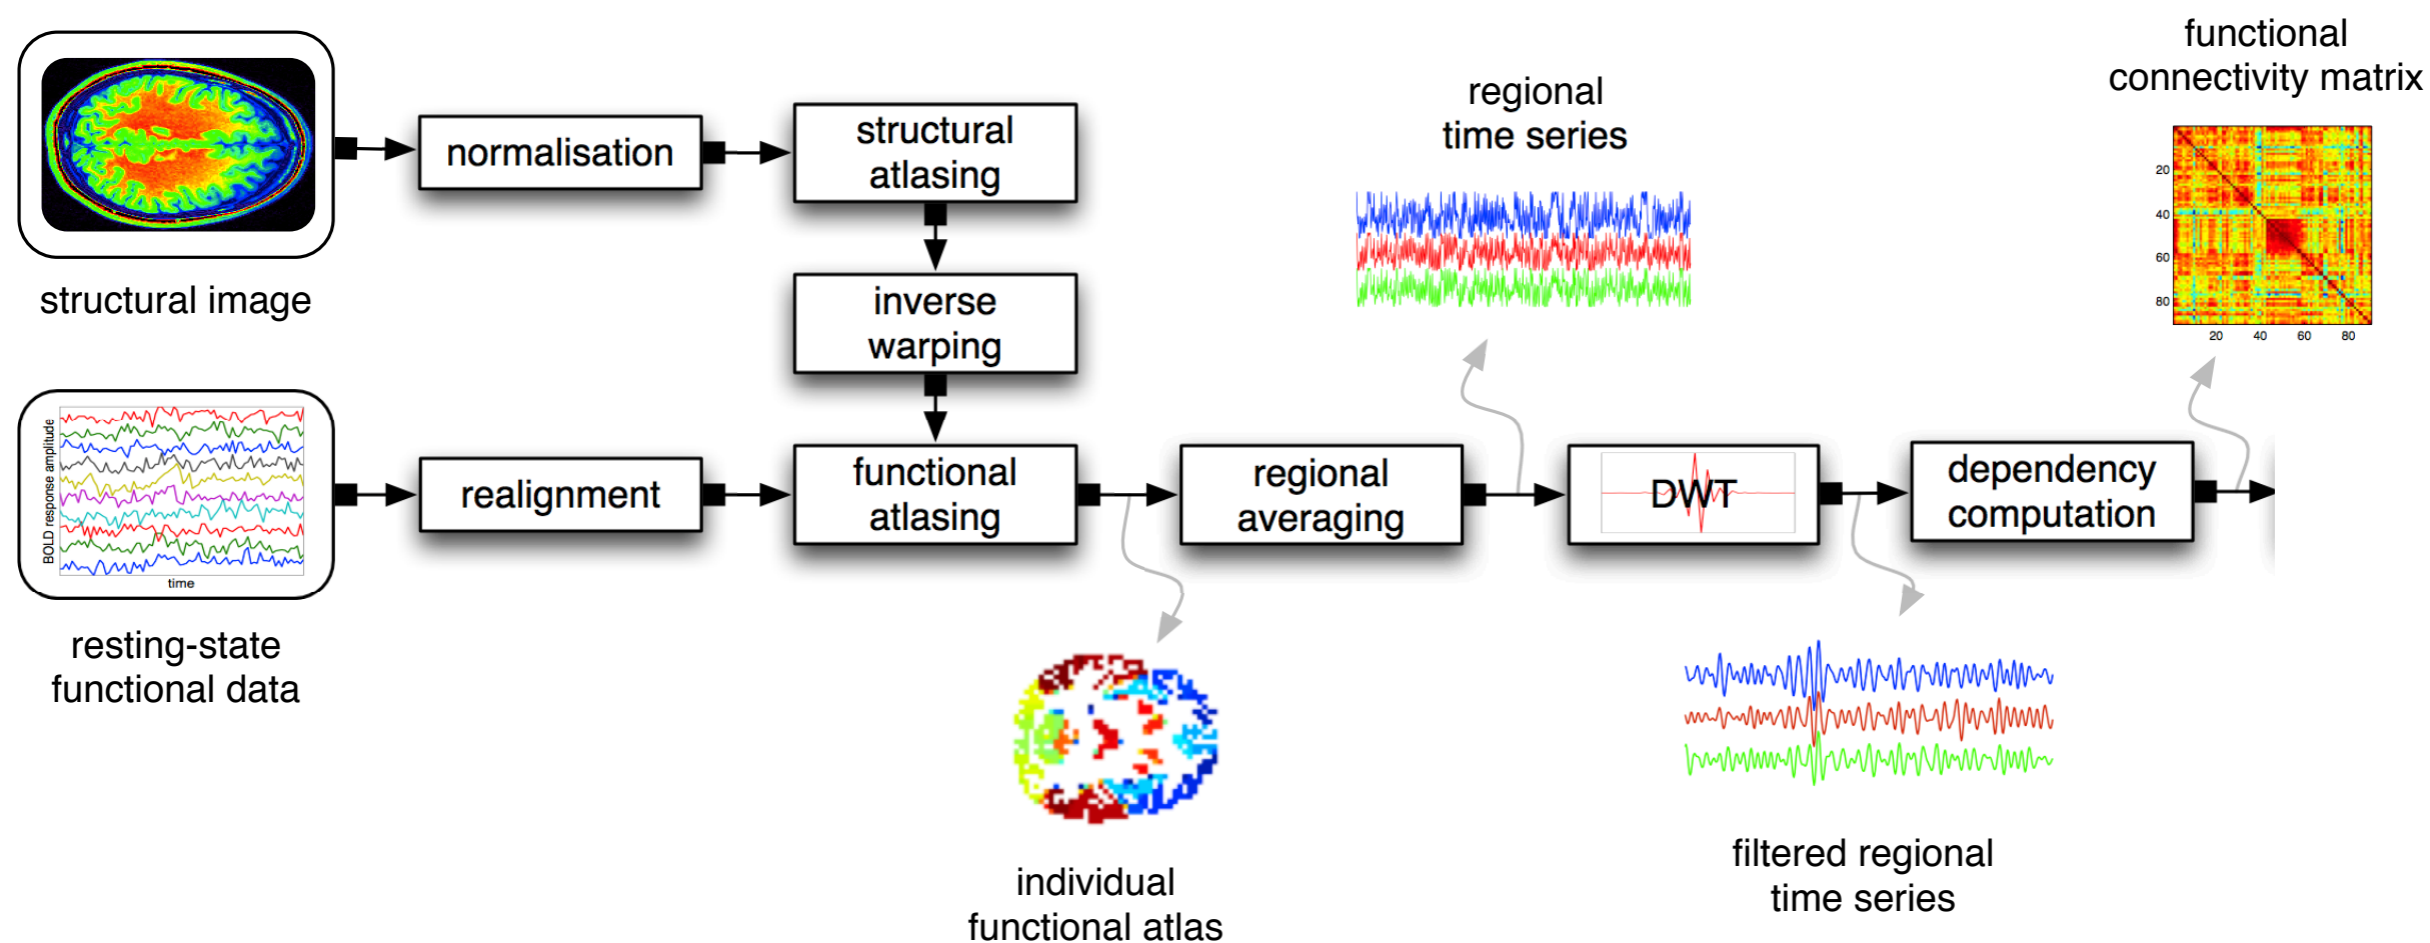 functional
connectivity matrix
regional
time series
structural
atlasing
normalisation
20
40
60
80
20 40 60 80
structural image
inverse
warping
BOLD response amplitude
time
realignment
functional
atlasing
regional
averaging
DWT
dependency
computation
resting-state
functional data
filtered regional
time series
individual
functional atlas